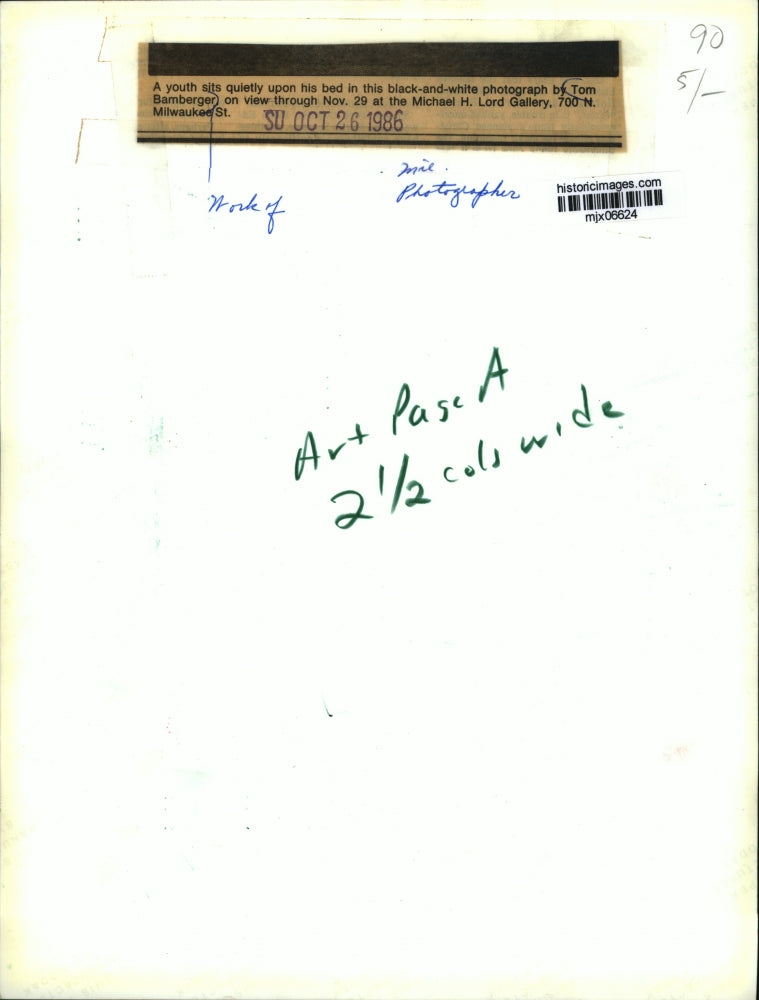 90
5/-
A youth sits quietly upon his bed in this black-and-white photograph by Tom
Bamberger on view through Nov. 29 at the Michael H. Lord Gallery, 700 N.
Milwaukee St.
SU OCT 26 1986
Work of
Mil.
Photographer
historicimages.com
mjx06624
Art Page A
2 1/2 cols wide